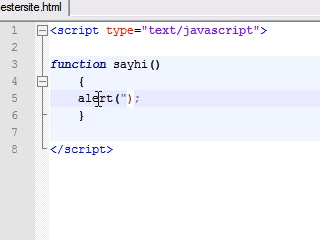 estersite.html
1 <script type="text/javascript">
2
3 function sayhi()
4 {
5 alert('');
6 }
7
8 </script>